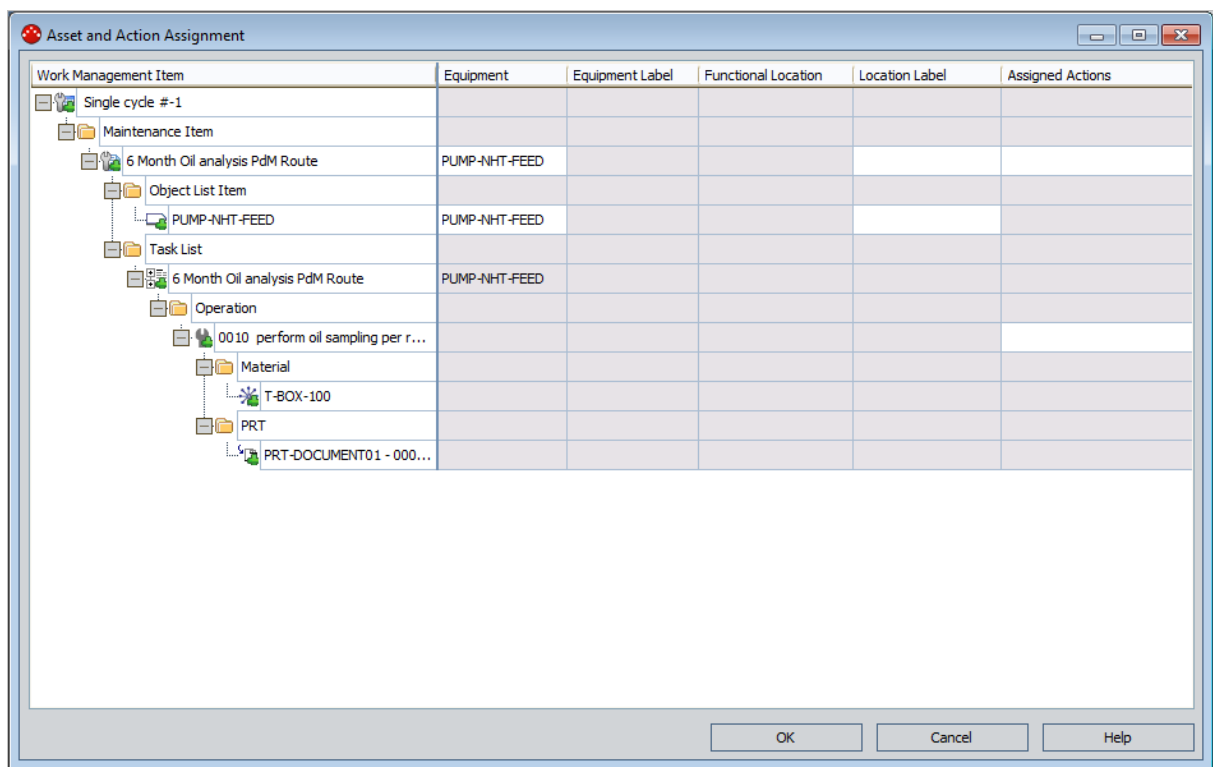 Asset and Action Assignment
Work Management Item Equipment Equipment Label Functional Location Location Label Assigned Actions
Single cycle #-1
Maintenance Item
6 Month Oil analysis PdM Route PUMP-NHT-FEED
Object List Item
PUMP-NHT-FEED PUMP-NHT-FEED
Task List
6 Month Oil analysis PdM Route PUMP-NHT-FEED
Operation
0010 perform oil sampling per r...
Material
T-BOX-100
PRT
PRT-DOCUMENT01 - 000...
OK Cancel Help